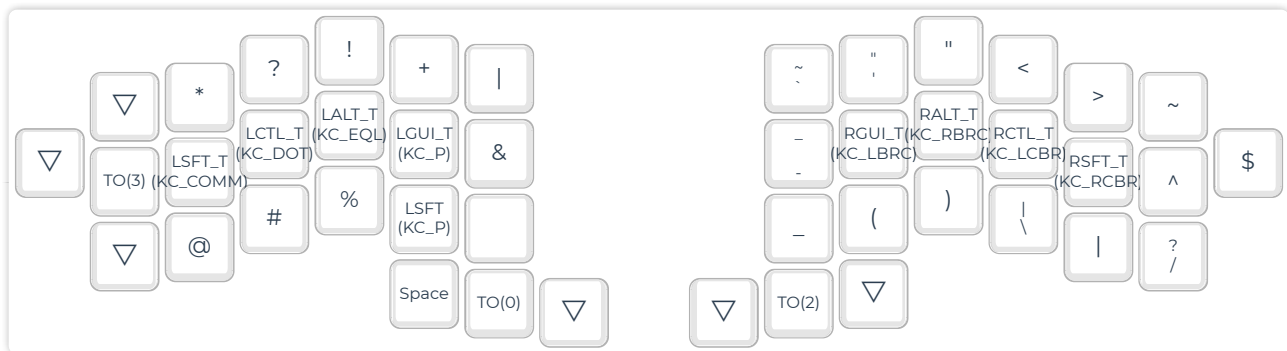 !
"
?
+
<
|
~
`
"
'
*
>
▽
~
LALT_T
(KC_EQL)
RALT_T
(KC_RBRC)
LCTL_T
(KC_DOT)
LGUI_T
(KC_P)
RGUI_T
(KC_LBRC)
RCTL_T
(KC_LCBR)
&
_
-
▽
LSFT_T
(KC_COMM)
RSFT_T
(KC_RCBR)
$
TO(3)
^
%
)
#
LSFT
(KC_P)
(
|
\
_
@
|
▽
?
/
Space
TO(0)
▽
▽
TO(2)
▽